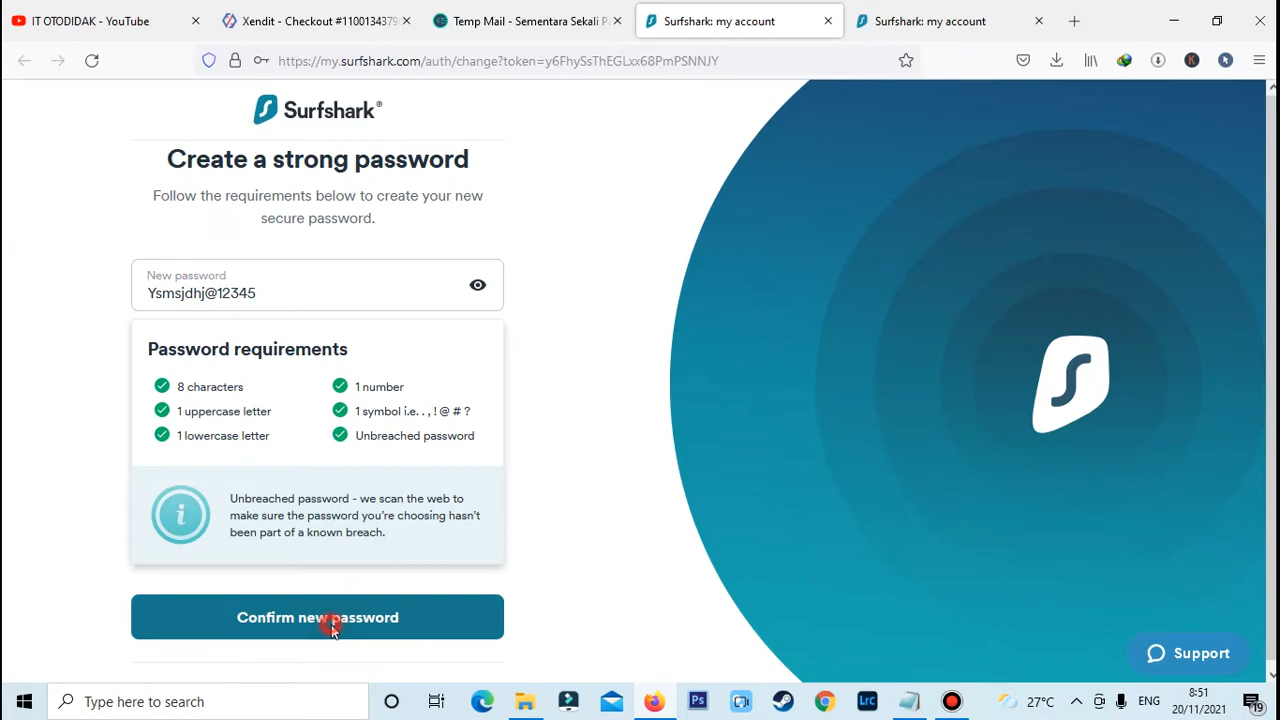 IT OTODIDAK - YouTube
Xendit - Checkout #1100134379
Temp Mail - Sementara Sekali P
Surfshark: my account
Surfshark: my account
https://my.surfshark.com/auth/change?token=y6FhySsThEGLxx68PmPSNNJY
Surfshark®
Create a strong password
Follow the requirements below to create your new
secure password.
New password
Ysmsjdhj@12345
Password requirements
8 characters
1 number
1 uppercase letter
1 symbol i.e. . , ! @ # ?
1 lowercase letter
Unbreached password
Unbreached password - we scan the web to
make sure the password you're choosing hasn't
been part of a known breach.
Confirm new password
Support
Type here to search
Ps
LrC
27°C
ENG
8:51
20/11/2021
19